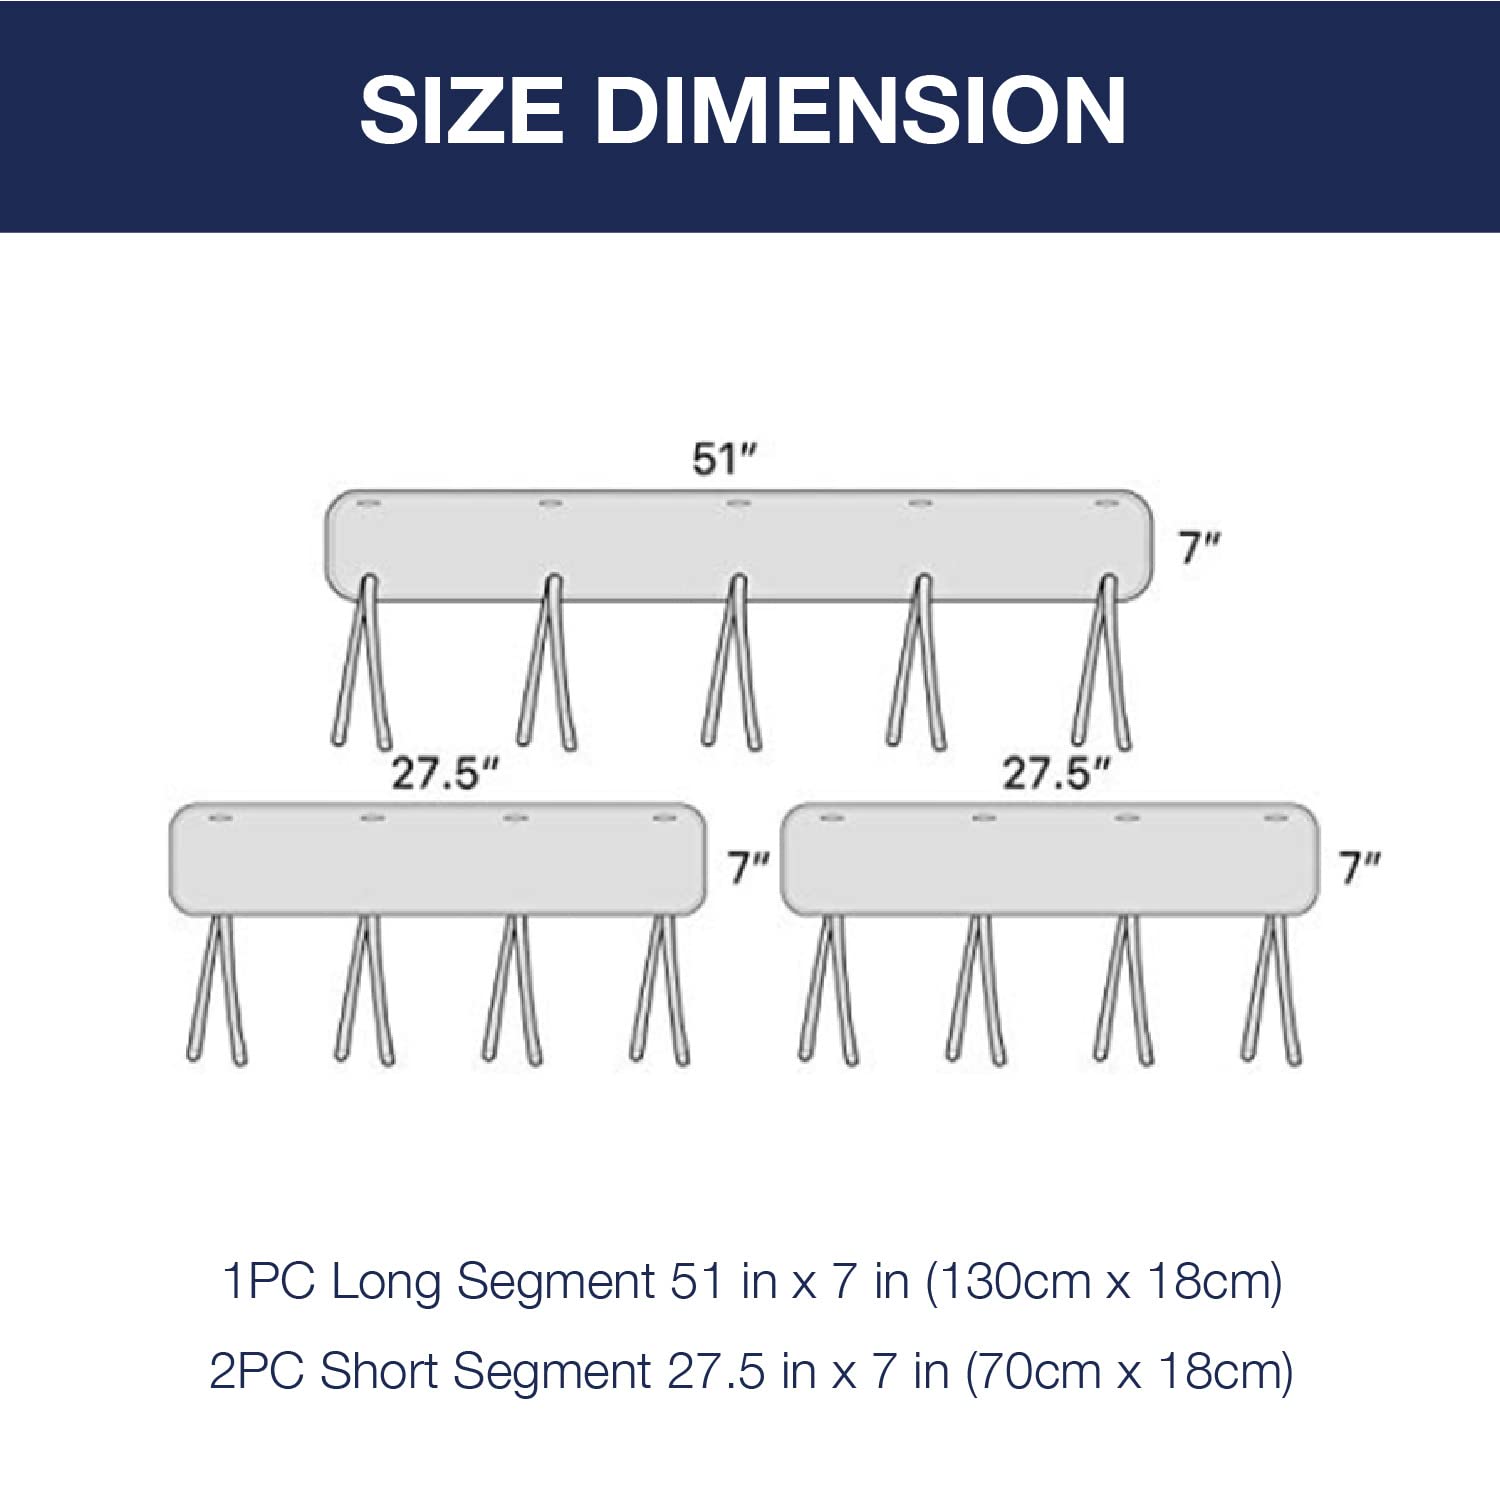 SIZE DIMENSION
51″
7″
27.5″
27.5″
7″
7″
1PC Long Segment 51 in x 7 in (130cm x 18cm)
2PC Short Segment 27.5 in x 7 in (70cm x 18cm)